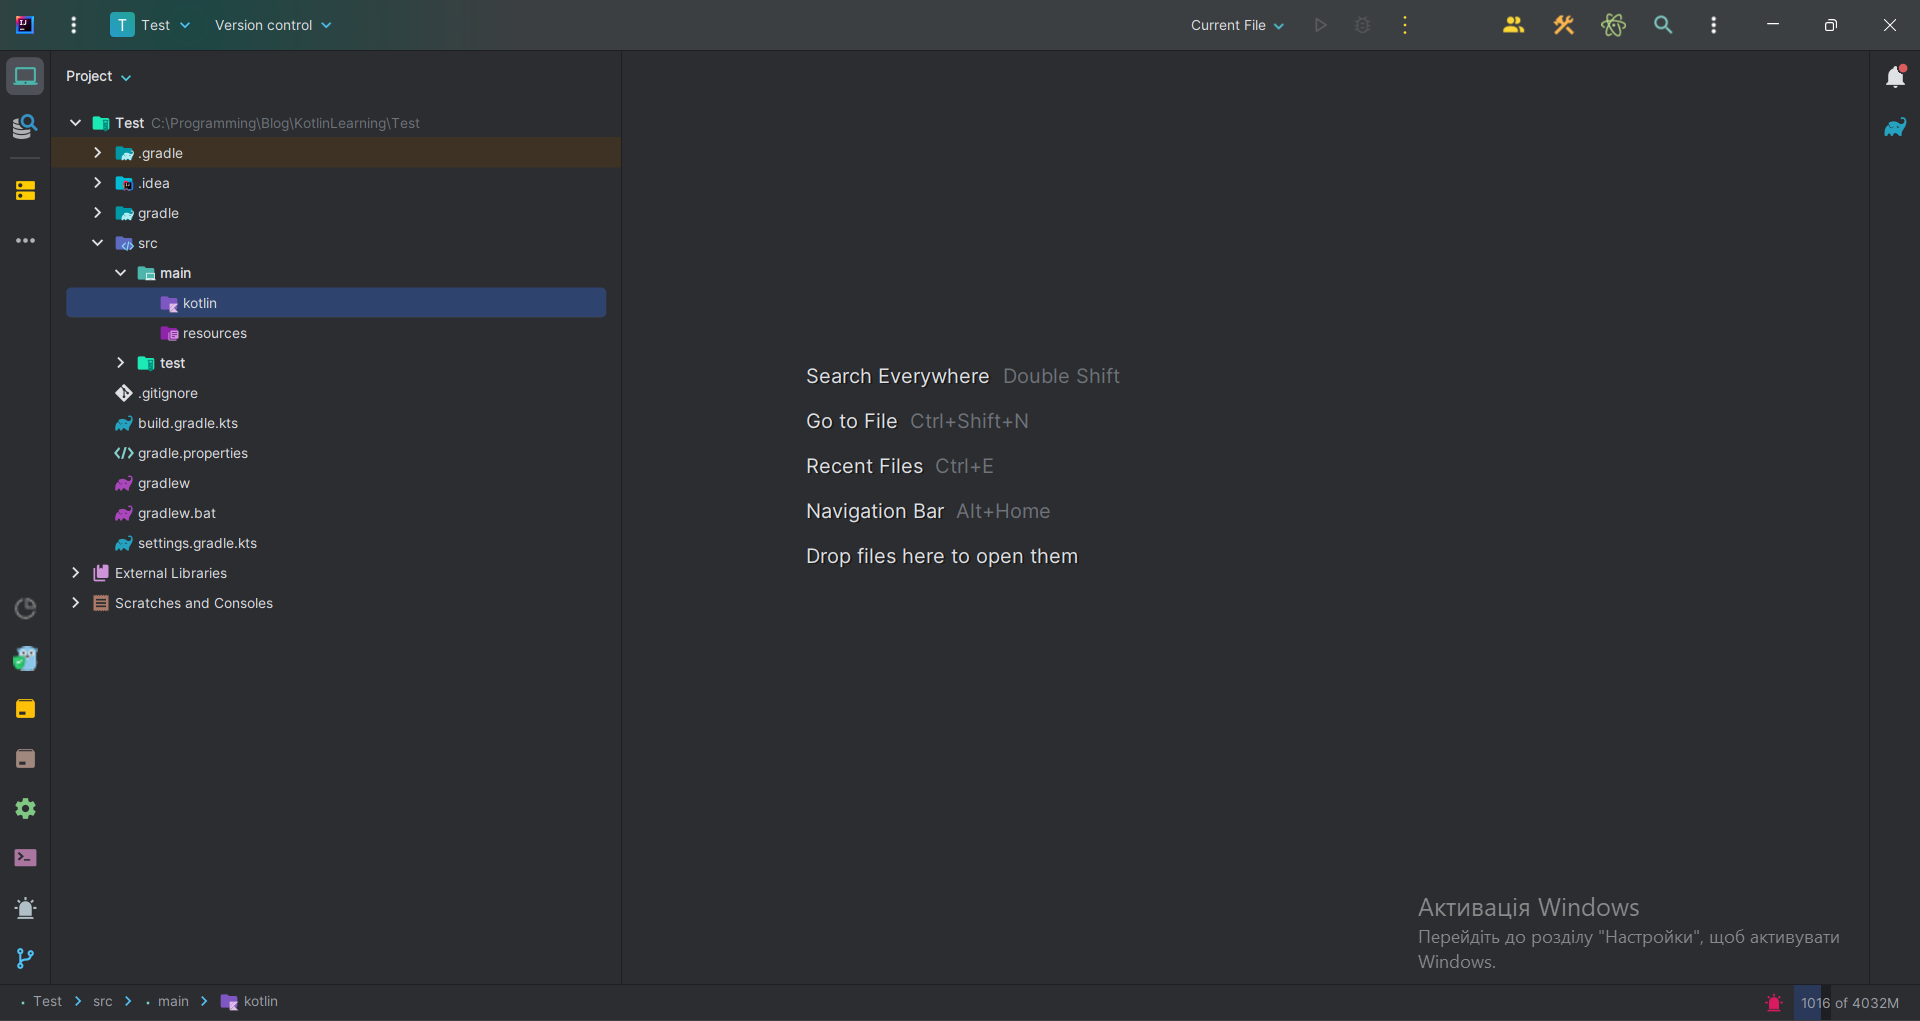 T Test Version control Current File
Project
Test C:\Programming\Blog\KotlinLearning\Test
.gradle
.idea
gradle
src
main
kotlin
resources
test
.gitignore
build.gradle.kts
gradle.properties
gradlew
gradlew.bat
settings.gradle.kts
External Libraries
Scratches and Consoles
Search Everywhere Double Shift
Go to File Ctrl+Shift+N
Recent Files Ctrl+E
Navigation Bar Alt+Home
Drop files here to open them
Активація Windows
Перейдіть до розділу "Настройки", щоб активувати
Windows.
Test src main kotlin 1016 of 4032M